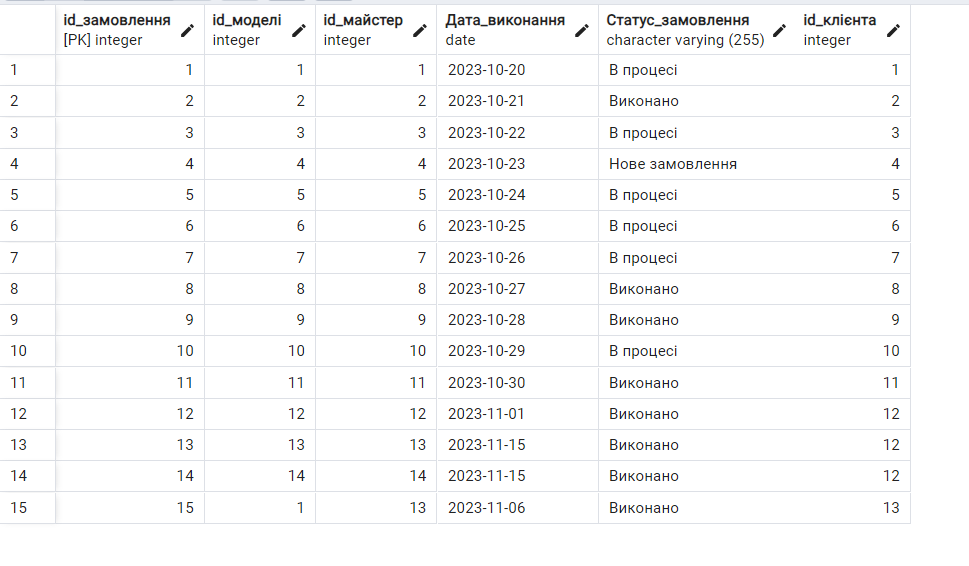 id_замовлення id_моделі id_майстер Дата_виконання Статус_замовлення id_клієнта
[PK] integer integer integer date character varying (255) integer
1 1 1 1 2023-10-20 В процесі 1
2 2 2 2 2023-10-21 Виконано 2
3 3 3 3 2023-10-22 В процесі 3
4 4 4 4 2023-10-23 Нове замовлення 4
5 5 5 5 2023-10-24 В процесі 5
6 6 6 6 2023-10-25 В процесі 6
7 7 7 7 2023-10-26 В процесі 7
8 8 8 8 2023-10-27 Виконано 8
9 9 9 9 2023-10-28 Виконано 9
10 10 10 10 2023-10-29 В процесі 10
11 11 11 11 2023-10-30 Виконано 11
12 12 12 12 2023-11-01 Виконано 12
13 13 13 13 2023-11-15 Виконано 12
14 14 14 14 2023-11-15 Виконано 12
15 15 1 13 2023-11-06 Виконано 13